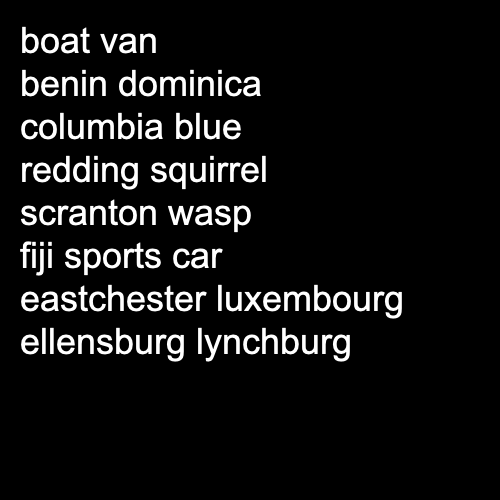 boat van
benin dominica
columbia blue
redding squirrel
scranton wasp
fiji sports car
eastchester luxembourg
ellensburg lynchburg